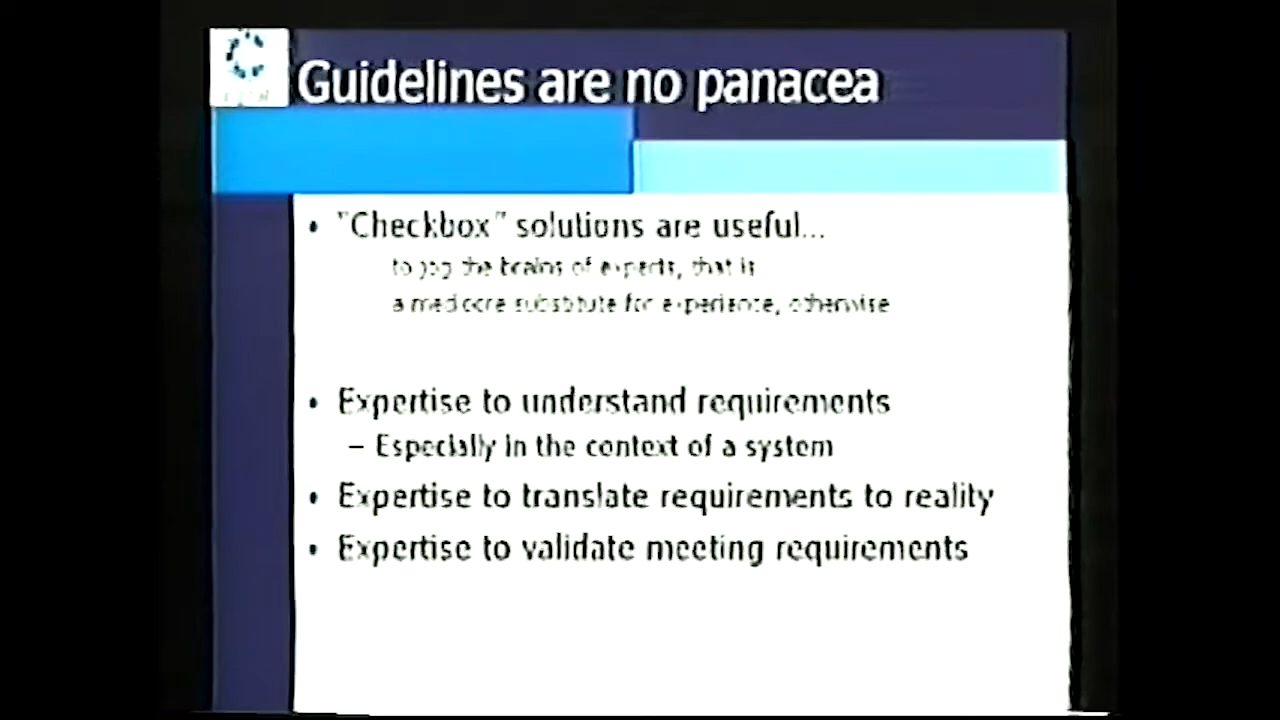 Guidelines are no panacea
• "Checkbox" solutions are useful...
to jog the brains of experts, that is
a mediocre substitute for experience, otherwise
• Expertise to understand requirements
– Especially in the context of a system
• Expertise to translate requirements to reality
• Expertise to validate meeting requirements